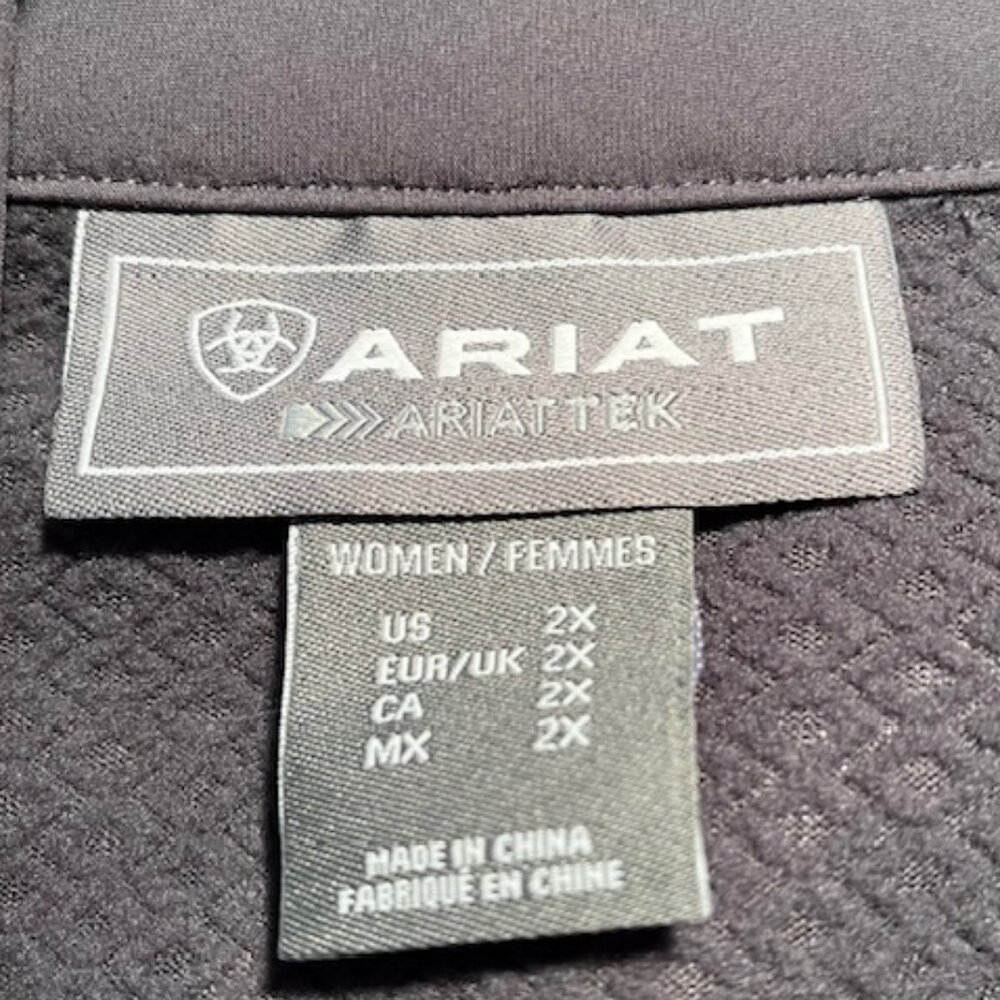 ARIAT
ARIATTEK
WOMEN / FEMMES
US 2X
EUR/UK 2X
CA 2X
MX 2X
MADE IN CHINA
FABRIQUÉ EN CHINE